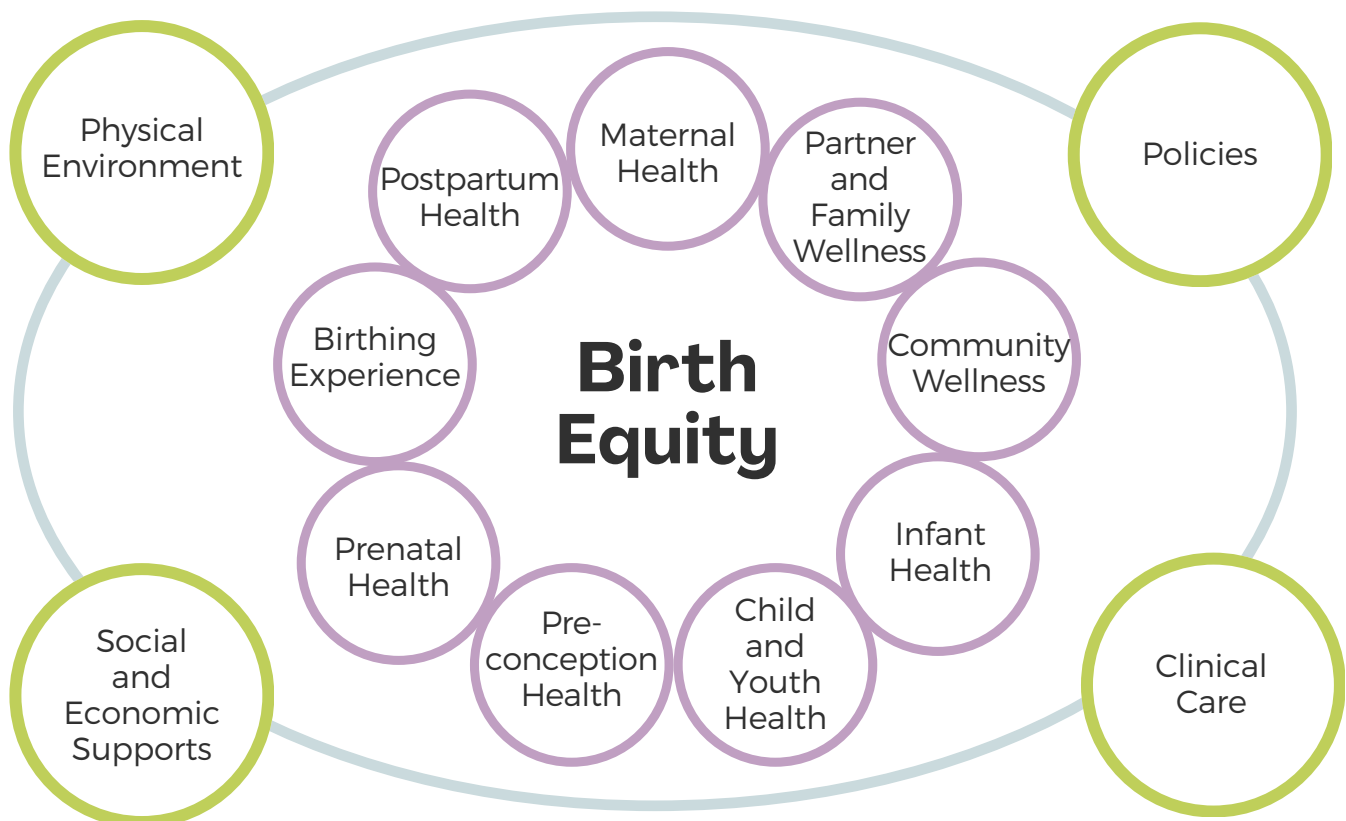 Physical
Environment
Maternal
Health
Policies
Postpartum
Health
Partner
and
Family
Wellness
Birthing
Experience
Birth
Equity
Community
Wellness
Prenatal
Health
Infant
Health
Pre-
conception
Health
Child
and
Youth
Health
Social
and
Economic
Supports
Clinical
Care